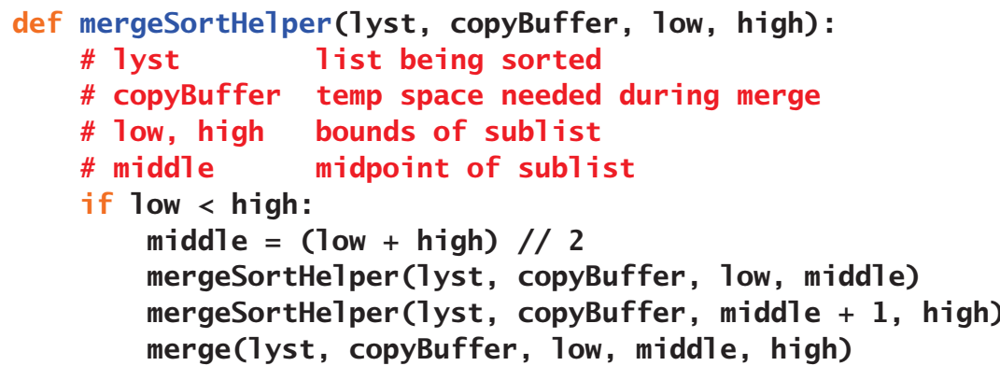 def mergeSortHelper(lyst, copyBuffer, low, high):
    # lyst        list being sorted
    # copyBuffer  temp space needed during merge
    # low, high   bounds of sublist
    # middle      midpoint of sublist
    if low < high:
        middle = (low + high) // 2
        mergeSortHelper(lyst, copyBuffer, low, middle)
        mergeSortHelper(lyst, copyBuffer, middle + 1, high)
        merge(lyst, copyBuffer, low, middle, high)